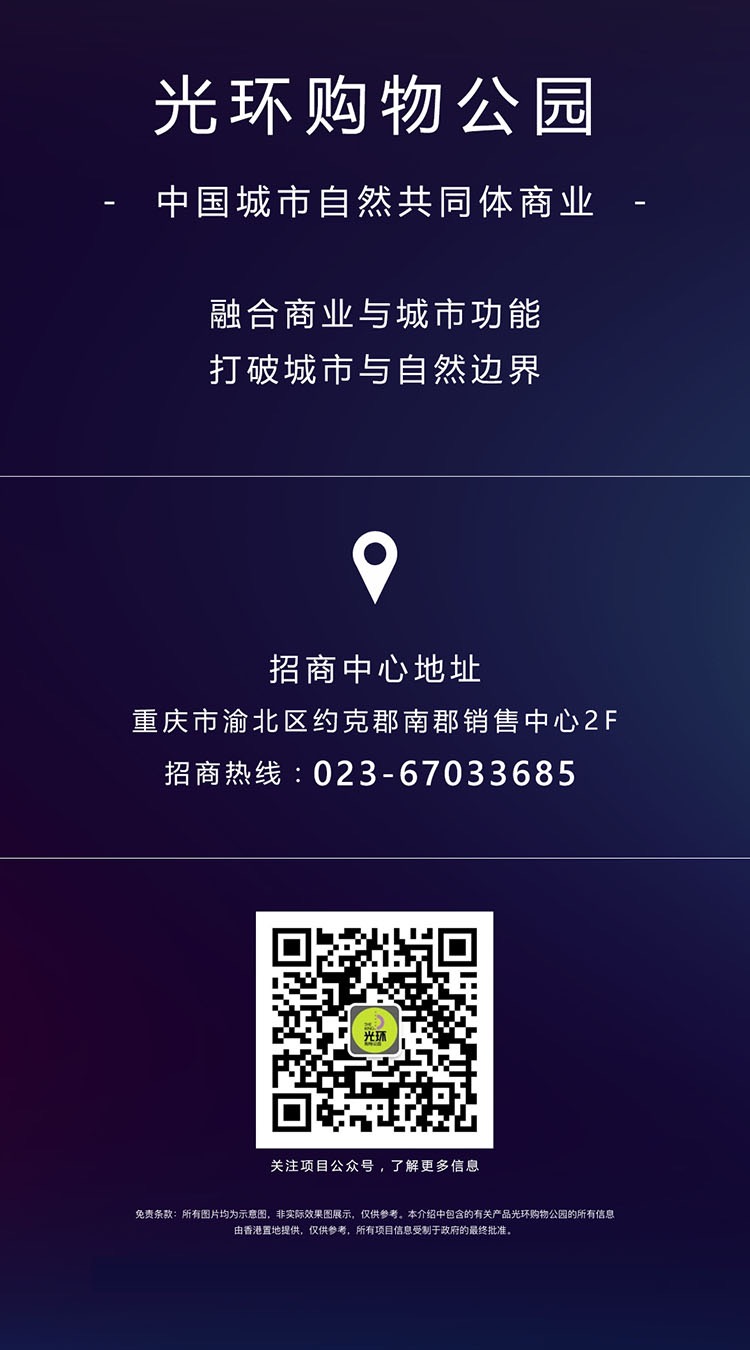 光环购物公园
- 中国城市自然共同体商业 -
融合商业与城市功能
打破城市与自然边界
招商中心地址
重庆市渝北区约克郡南郡销售中心2F
招商热线：023-67033685
THE
RING
光环
购物公园
关注项目公众号，了解更多信息
免责条款：所有图片均为示意图，非实际效果图展示，仅供参考。本介绍中包含的有关产品光环购物公园的所有信息
由香港置地提供，仅供参考，所有项目信息受制于政府的最终批准。